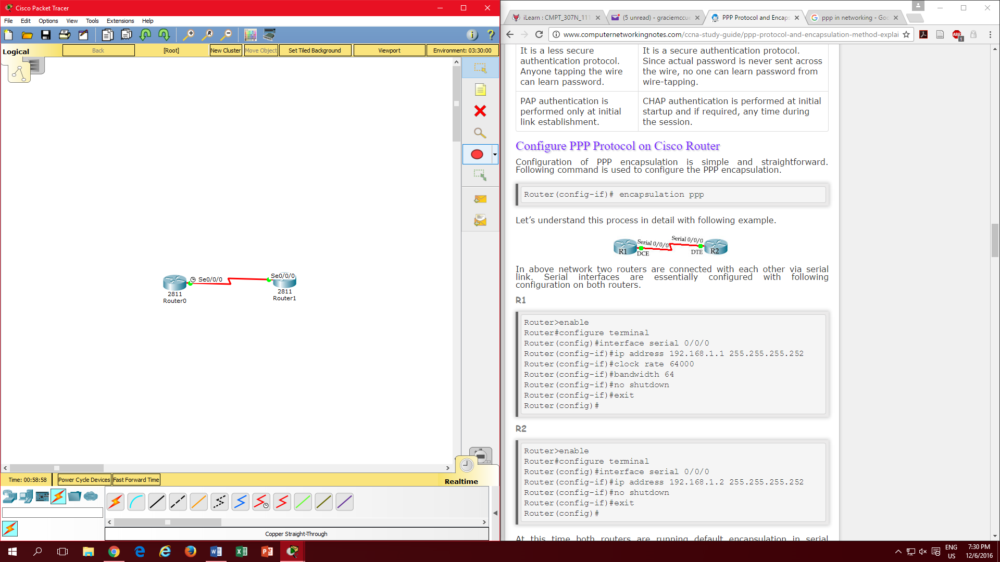 Cisco Packet Tracer
File Edit Options View Tools Extensions Help
Logical
Back
[Root]
New Cluster
Move Object
Set Tiled Background
Viewport
Environment: 03:30:00
Se0/0/0
Se0/0/0
2811
Router0
2811
Router1
Time: 00:58:58
Power Cycle Devices
Fast Forward Time
Realtime
Copper Straight-Through
iLearn : CMPT_307N_111
(5 unread) - graciemccue
PPP Protocol and Encaps
ppp in networking - Goo
www.computernetworkingnotes.com/ccna-study-guide/ppp-protocol-and-encapsulation-method-explai
ABP
1
It is a less secure
authentication protocol.
Anyone tapping the wire
can learn password.
It is a secure authentication protocol.
Since actual password is never sent across
the wire, no one can learn password from
wire-tapping.
PAP authentication is
performed only at initial
link establishment.
CHAP authentication is performed at initial
startup and if required, any time during
the session.
Configure PPP Protocol on Cisco Router
Configuration of PPP encapsulation is simple and straightforward.
Following command is used to configure the PPP encapsulation.
Router(config-if)# encapsulation ppp
Let’s understand this process in detail with following example.
Serial 0/0/0
Serial 0/0/0
R1
DCE
DTE
R2
In above network two routers are connected with each other via serial
link. Serial interfaces are essentially configured with following
configuration on both routers.
R1
Router>enable
Router#configure terminal
Router(config)#interface serial 0/0/0
Router(config-if)#ip address 192.168.1.1 255.255.255.252
Router(config-if)#clock rate 64000
Router(config-if)#bandwidth 64
Router(config-if)#no shutdown
Router(config-if)#exit
Router(config)#
R2
Router>enable
Router#configure terminal
Router(config)#interface serial 0/0/0
Router(config-if)#ip address 192.168.1.2 255.255.255.252
Router(config-if)#no shutdown
Router(config-if)#exit
Router(config)#
At this time both routers are running default encapsulation in serial
ENG
US
7:30 PM
12/6/2016